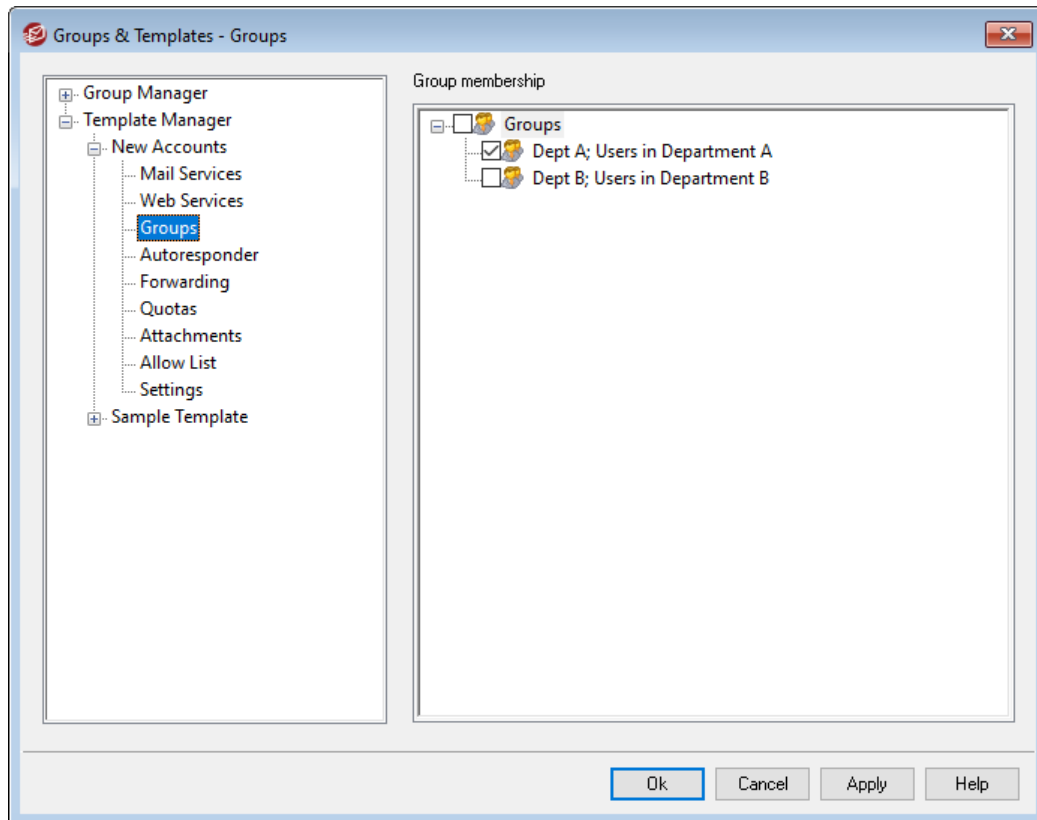 Groups & Templates - Groups
Group Manager
Template Manager
New Accounts
Mail Services
Web Services
Groups
Autoresponder
Forwarding
Quotas
Attachments
Allow List
Settings
Sample Template
Group membership
Groups
Dept A; Users in Department A
Dept B; Users in Department B
Ok
Cancel
Apply
Help